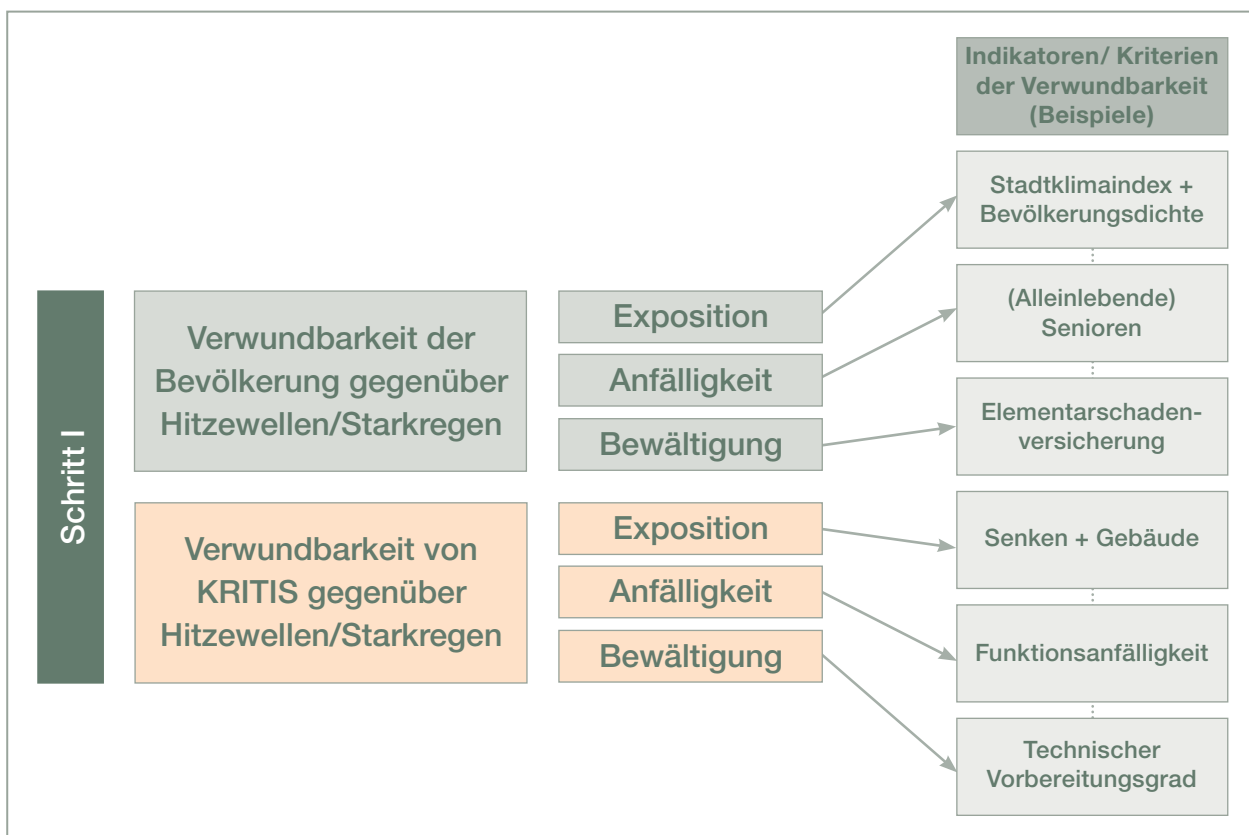 Indikatoren/ Kriterien
der Verwundbarkeit
(Beispiele)
Schritt I
Verwundbarkeit der
Bevölkerung gegenüber
Hitzewellen/Starkregen
Exposition
Anfälligkeit
Bewältigung
Stadtklimaindex +
Bevölkerungsdichte
(Alleinlebende)
Senioren
Elementarschaden-
versicherung
Verwundbarkeit von
KRITIS gegenüber
Hitzewellen/Starkregen
Exposition
Anfälligkeit
Bewältigung
Senken + Gebäude
Funktionsanfälligkeit
Technischer
Vorbereitungsgrad